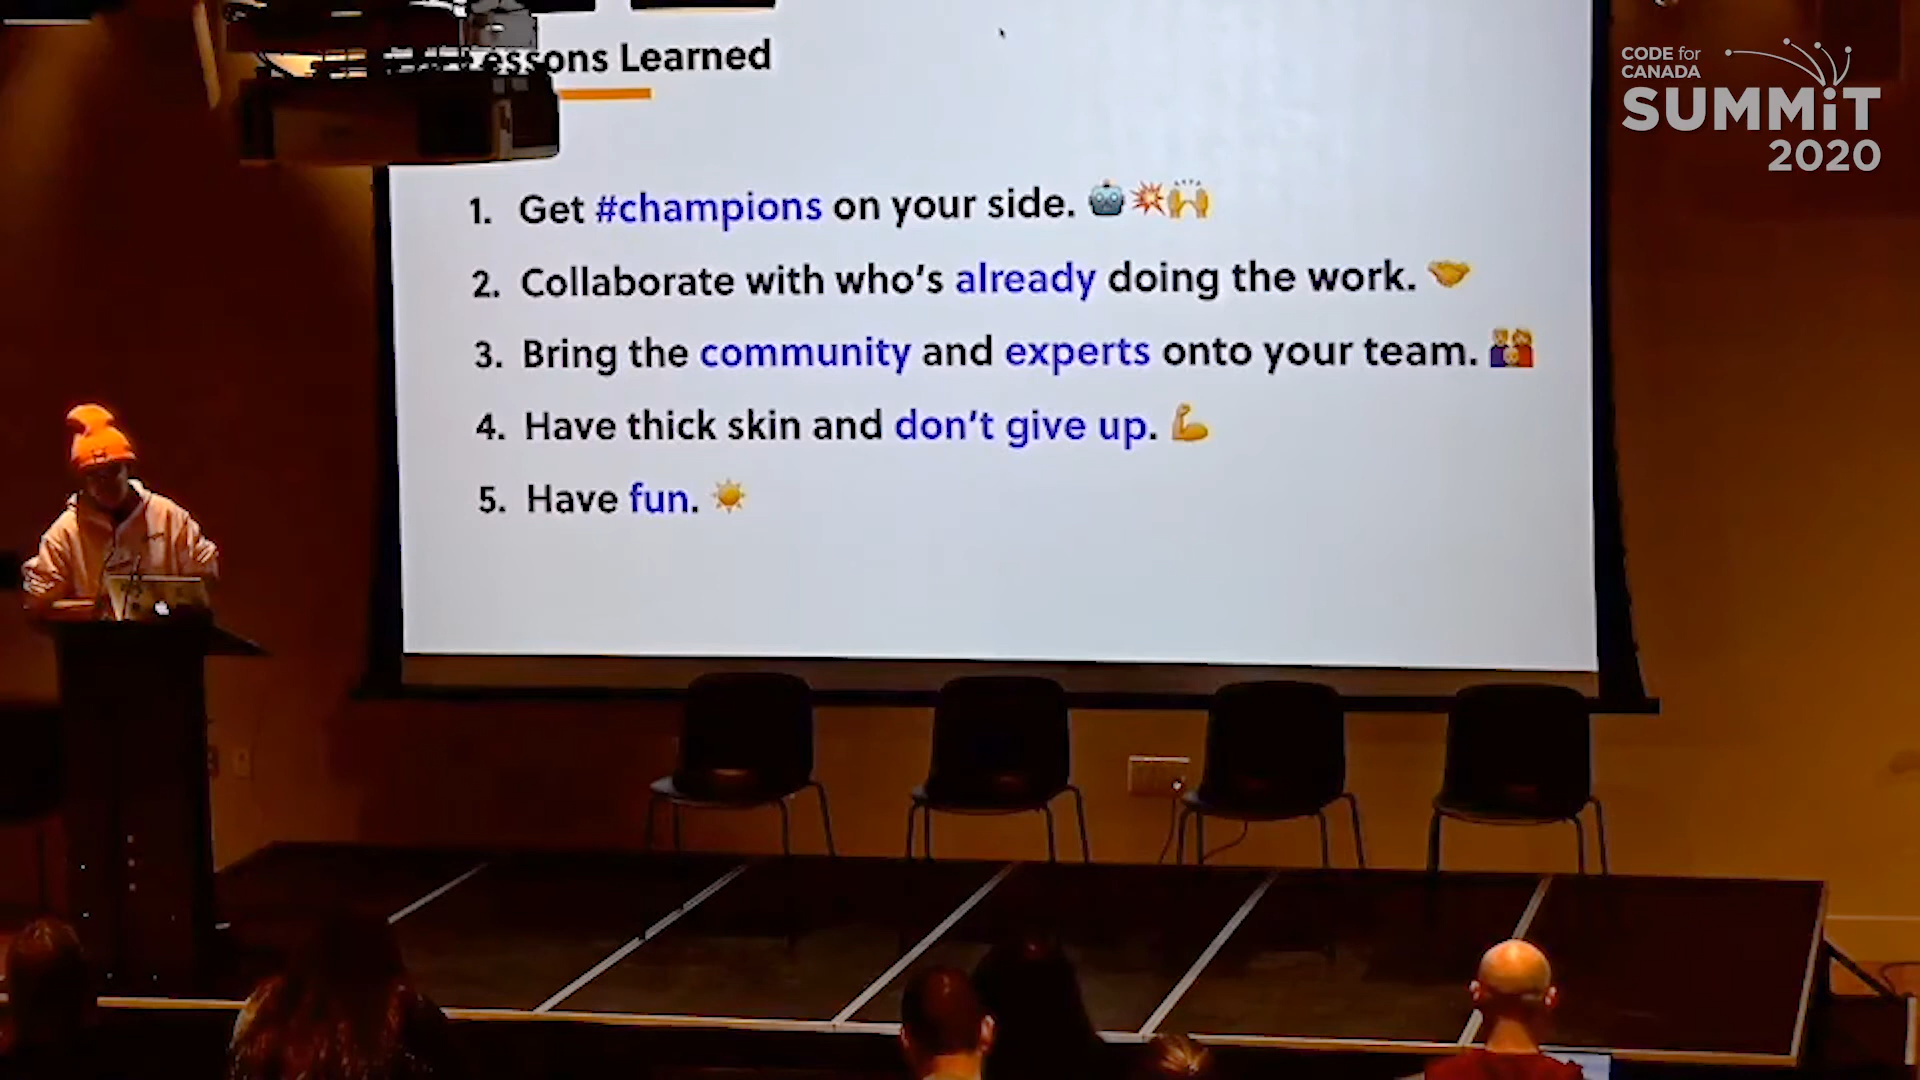 Lessons Learned
1. Get #champions on your side. 🤖💥🙌
2. Collaborate with who's already doing the work. 🤝
3. Bring the community and experts onto your team. 👪
4. Have thick skin and don't give up. 💪
5. Have fun. ☀️
CODE for
CANADA
SUMMiT
2020